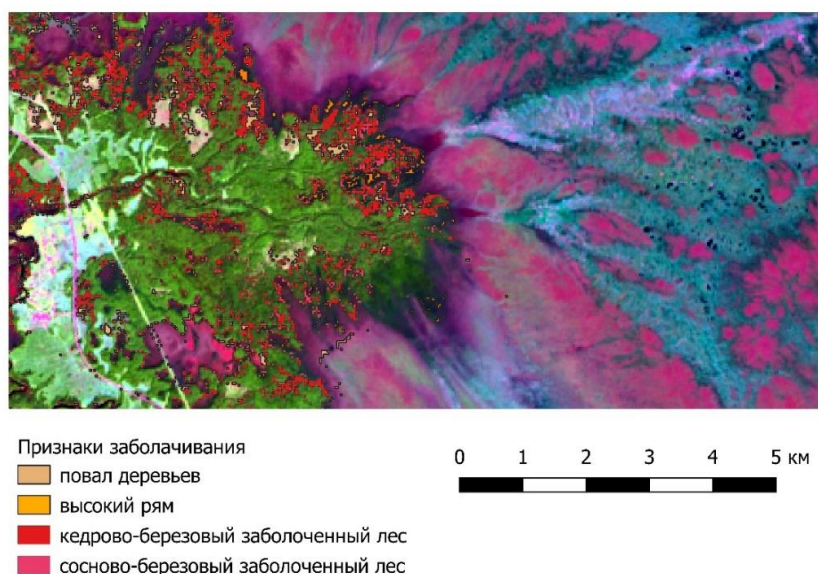 Признаки заболачивания
повал деревьев
высокий рям
кедрово-березовый заболоченный лес
сосново-березовый заболоченный лес
0 1 2 3 4 5 км